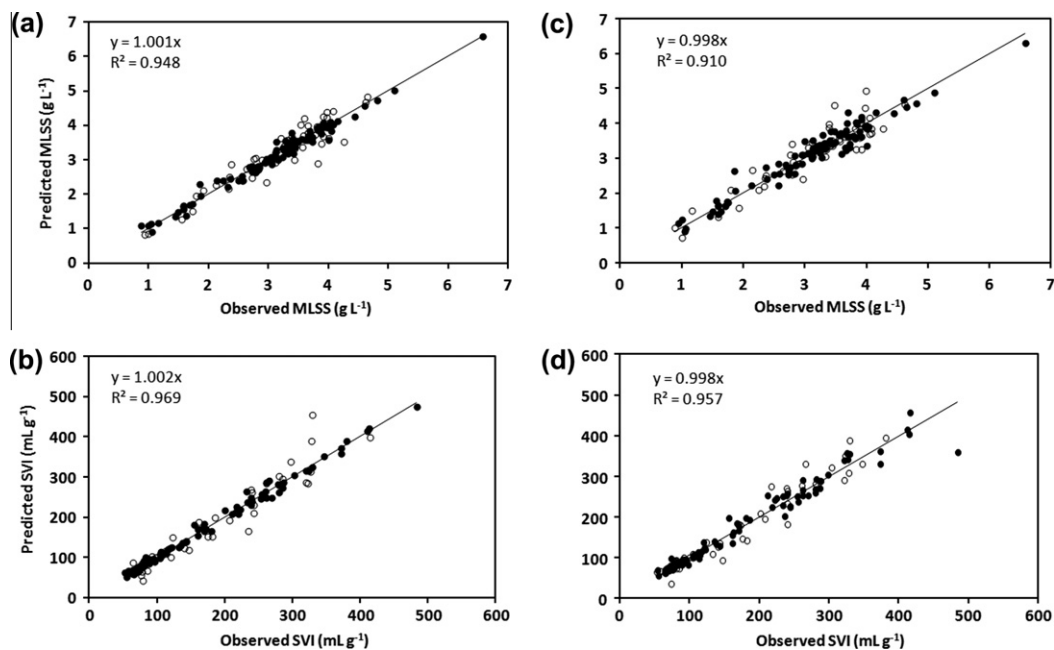 (a)
7
6
5
4
3
2
1
0
Predicted MLSS (g L⁻¹)
y = 1.001x
R² = 0.948
0 1 2 3 4 5 6 7
Observed MLSS (g L⁻¹)
(c)
7
6
5
4
3
2
1
0
y = 0.998x
R² = 0.910
0 1 2 3 4 5 6 7
Observed MLSS (g L⁻¹)
(b)
600
500
400
300
200
100
0
Predicted SVI (mL g⁻¹)
y = 1.002x
R² = 0.969
0 100 200 300 400 500 600
Observed SVI (mL g⁻¹)
(d)
600
500
400
300
200
100
0
y = 0.998x
R² = 0.957
0 100 200 300 400 500 600
Observed SVI (mL g⁻¹)